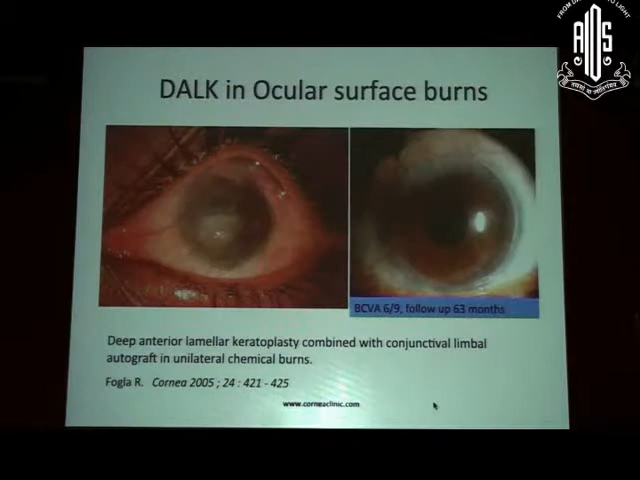 AIOS
DALK in Ocular surface burns
BCVA 6/9, follow up 63 months
Deep anterior lamellar keratoplasty combined with conjunctival limbal
autograft in unilateral chemical burns.
Fogla R. Cornea 2005 ; 24 : 421 - 425
www.corneaclinic.com